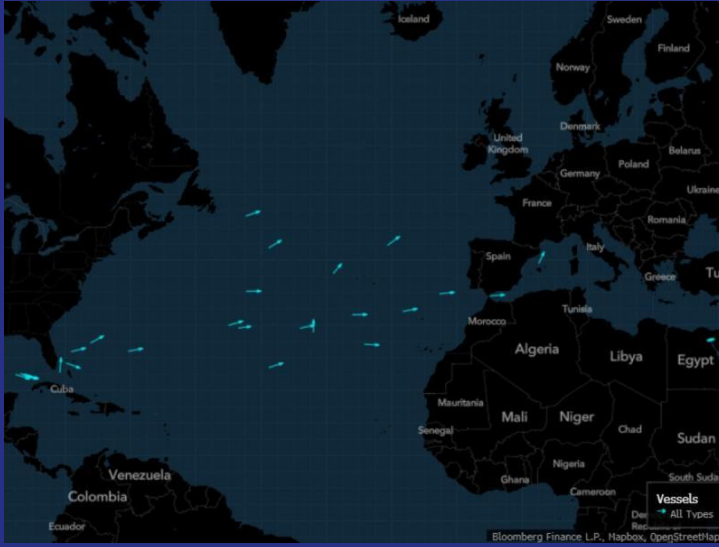 Iceland
Sweden
Finland
Norway
Denmark
United
Kingdom
Belarus
Poland
Germany
Ukraine
France
Romania
Italy
Spain
Greece
Tu
Tunisia
Morocco
Algeria
Libya
Egypt
Cuba
Mauritania
Mali
Niger
Chad
Senegal
Sudan
Nigeria
Venezuela
Ghana
South Suda
Colombia
Cameroon
Vessels
All Types
Ecuador
Bloomberg Finance L.P., Mapbox, OpenStreetMap